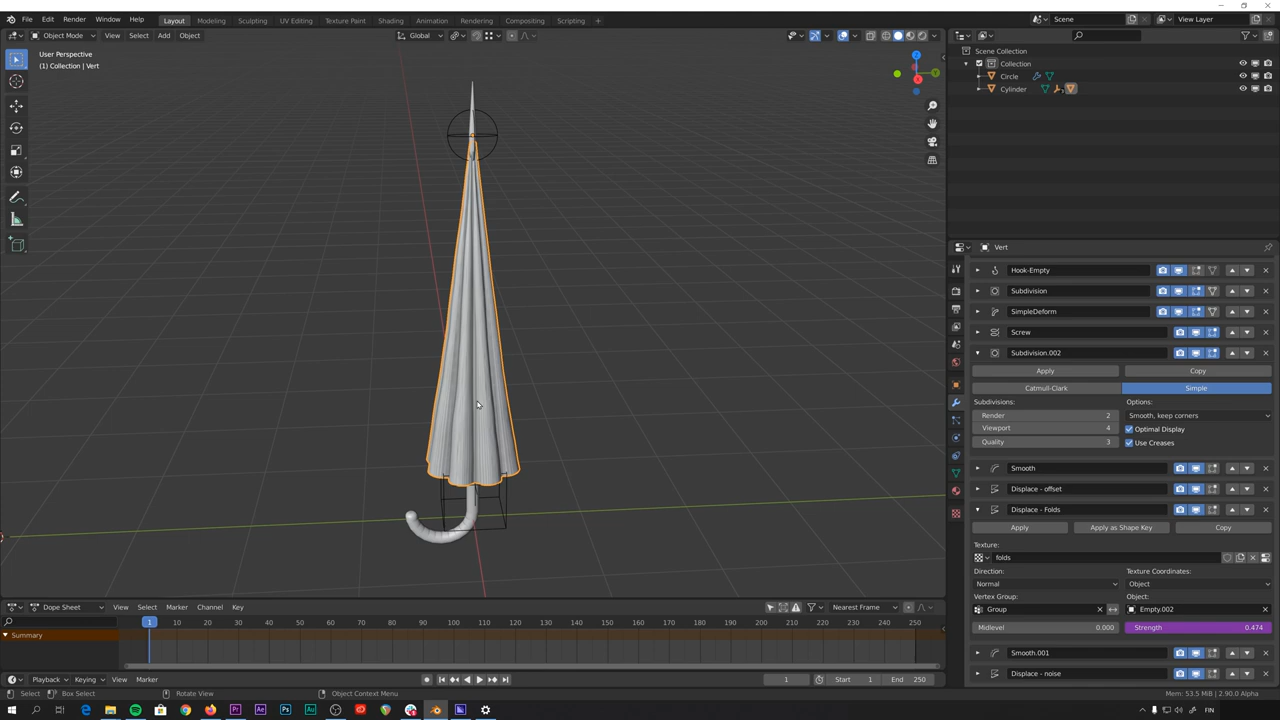 File Edit Render Window Help Layout Modeling Sculpting UV Editing Texture Paint Shading Animation Rendering Compositing Scripting + Scene View Layer
Object Mode View Select Add Object Global
User Perspective
(1) Collection | Vert
Scene Collection
Collection
Circle
Cylinder
Vert
Hook-Empty
Subdivision
SimpleDeform
Screw
Subdivision.002
Apply Copy
Catmull-Clark Simple
Subdivisions: Options:
Render 2 Smooth, keep corners
Viewport 4 Optimal Display
Quality 3 Use Creases
Smooth
Displace - offset
Displace - Folds
Apply Apply as Shape Key Copy
Texture:
folds
Direction: Texture Coordinates:
Normal Object
Vertex Group: Object:
Group Empty.002
Midlevel 0.000 Strength 0.474
Smooth.001
Displace - noise
Dope Sheet View Select Marker Channel Key Nearest Frame
1 10 20 30 40 50 60 70 80 90 100 110 120 130 140 150 160 170 180 190 200 210 220 230 240 250
Summary
Playback Keying View Marker 1 Start 1 End 250
Select Box Select Rotate View Object Context Menu Mem: 53.5 MiB | 2.90.0 Alpha
FIN